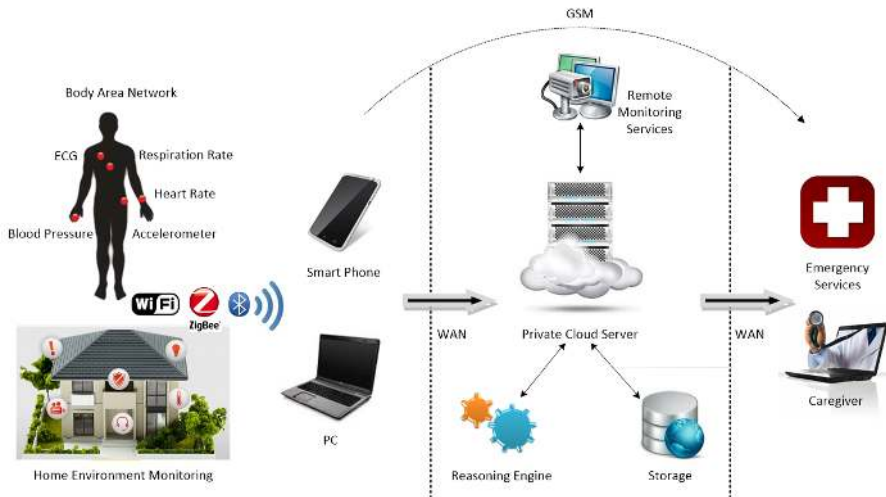 GSM
Body Area Network
ECG
Respiration Rate
Heart Rate
Blood Pressure
Accelerometer
WiFi
ZigBee
Home Environment Monitoring
Smart Phone
PC
WAN
Remote
Monitoring
Services
Private Cloud Server
Reasoning Engine
Storage
WAN
Emergency
Services
Caregiver